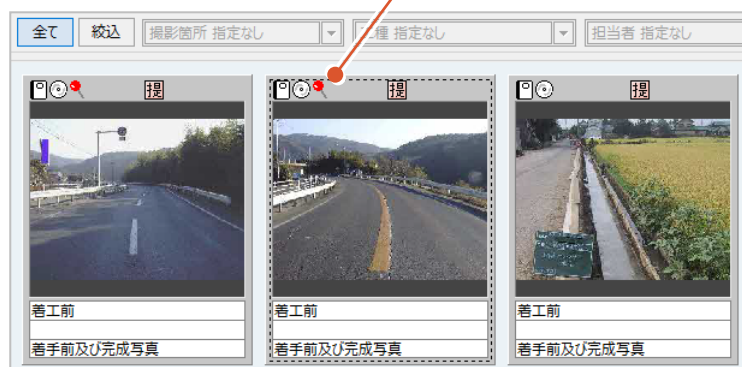 全て 絞込 撮影箇所 指定なし 種 指定なし 担当者 指定なし
提 提 提
着工前 着工前 着工前
着手前及び完成写真 着手前及び完成写真 着手前及び完成写真